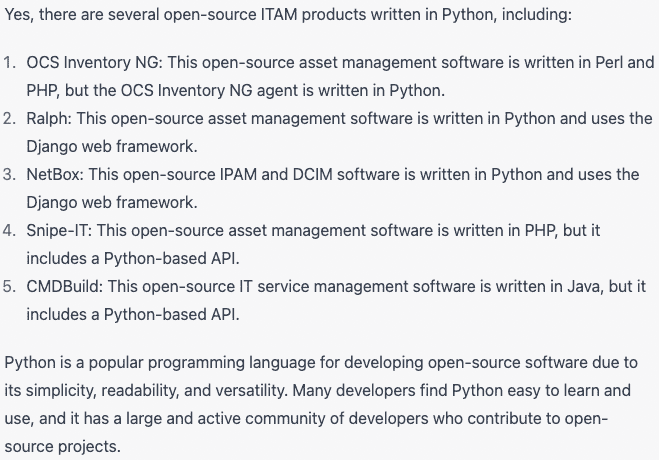 Yes, there are several open-source ITAM products written in Python, including:
1. OCS Inventory NG: This open-source asset management software is written in Perl and
PHP, but the OCS Inventory NG agent is written in Python.
2. Ralph: This open-source asset management software is written in Python and uses the
Django web framework.
3. NetBox: This open-source IPAM and DCIM software is written in Python and uses the
Django web framework.
4. Snipe-IT: This open-source asset management software is written in PHP, but it
includes a Python-based API.
5. CMDBuild: This open-source IT service management software is written in Java, but it
includes a Python-based API.
Python is a popular programming language for developing open-source software due to
its simplicity, readability, and versatility. Many developers find Python easy to learn and
use, and it has a large and active community of developers who contribute to open-
source projects.